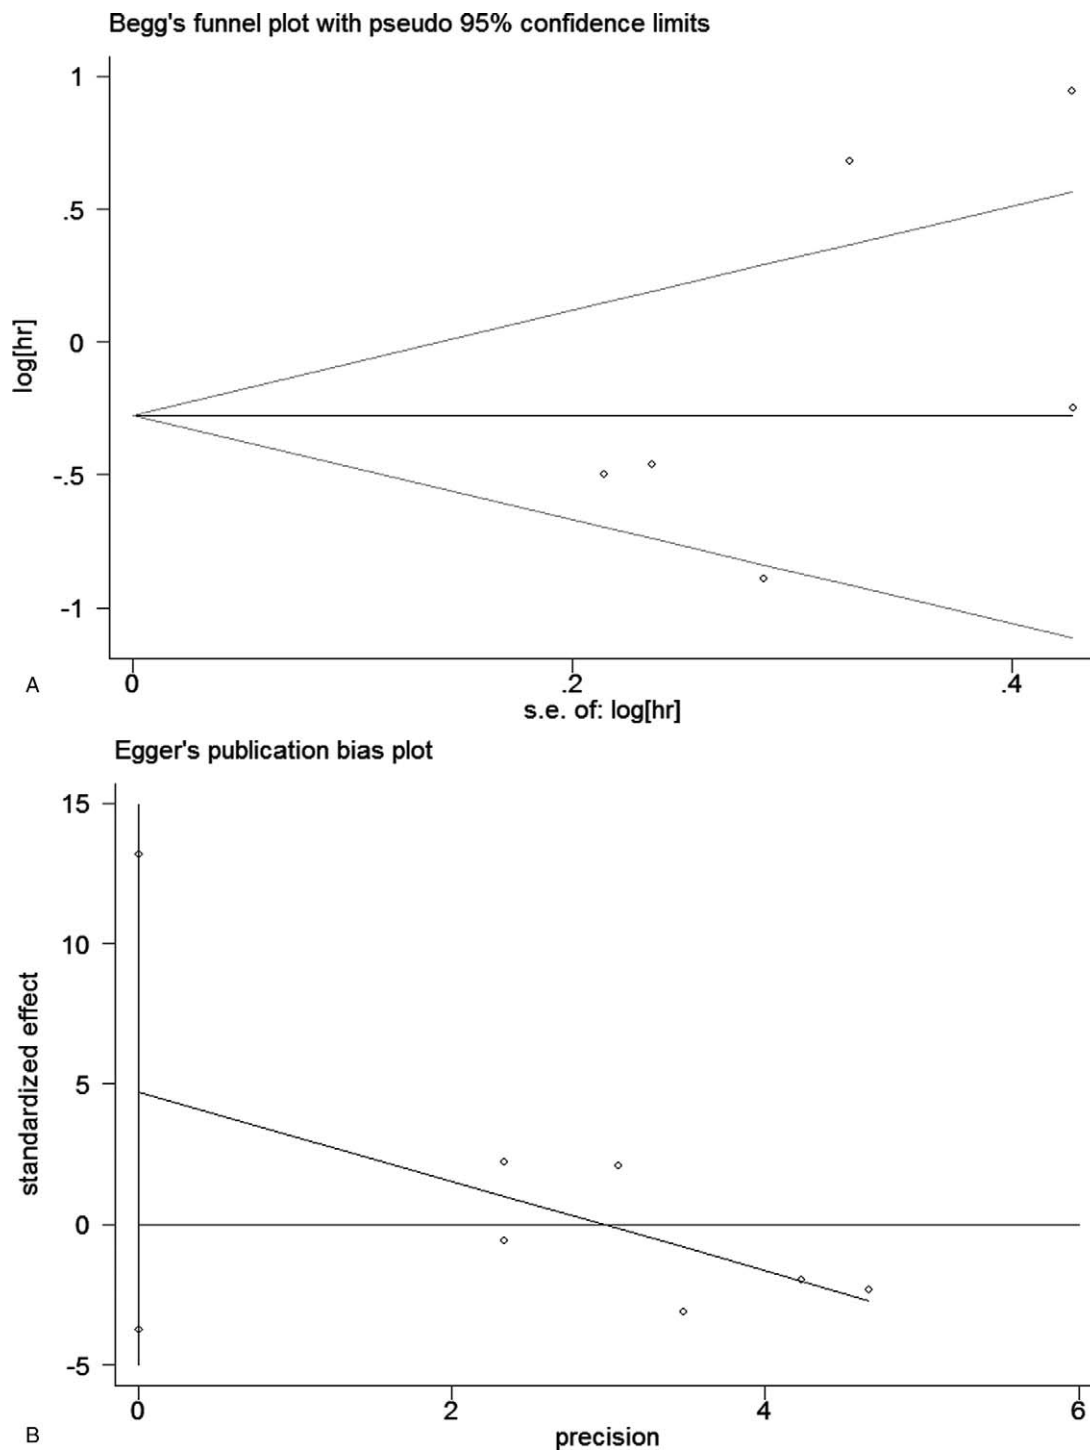 Begg's funnel plot with pseudo 95% confidence limits
1
.5
0
-.5
-1
log[hr]
A
0 .2 .4
s.e. of: log[hr]
Egger's publication bias plot
15
10
5
0
-5
standardized effect
0 2 4 6
B
precision